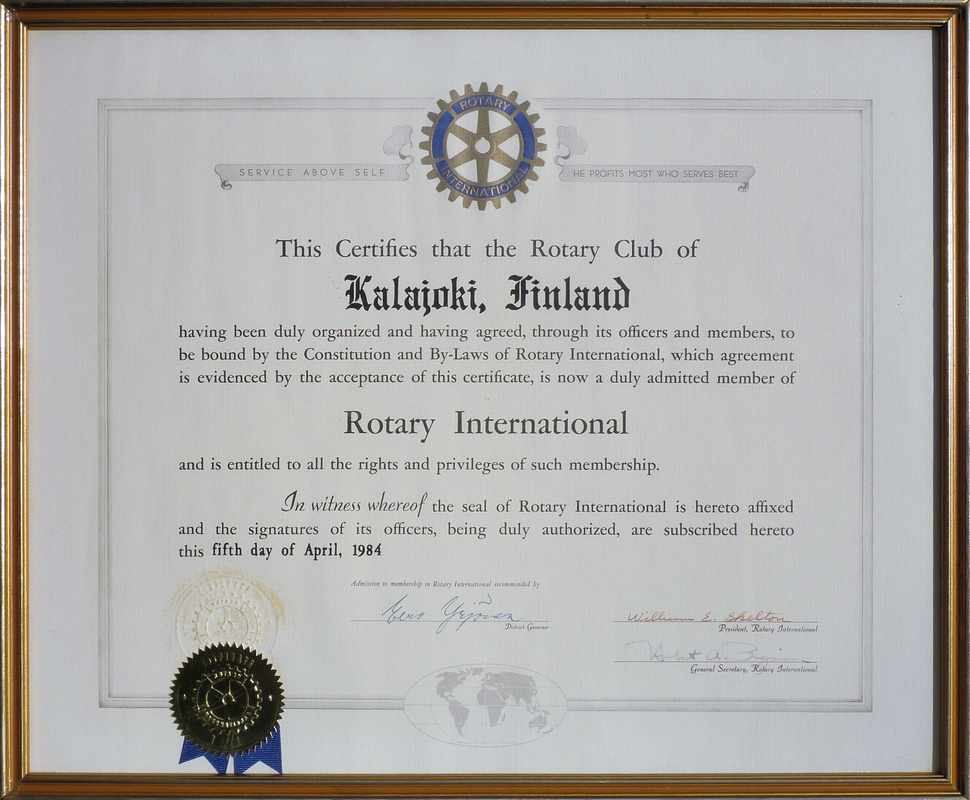 ROTARY
INTERNATIONAL
SERVICE ABOVE SELF
HE PROFITS MOST WHO SERVES BEST
This Certifies that the Rotary Club of
Kalajoki, Finland
having been duly organized and having agreed, through its officers and members, to
be bound by the Constitution and By-Laws of Rotary International, which agreement
is evidenced by the acceptance of this certificate, is now a duly admitted member of
Rotary International
and is entitled to all the rights and privileges of such membership.
In witness whereof the seal of Rotary International is hereto affixed
and the signatures of its officers, being duly authorized, are subscribed hereto
this fifth day of April, 1984
Admission to membership in Rotary International recommended by
District Governor
William E. Skelton
President, Rotary International
General Secretary, Rotary International